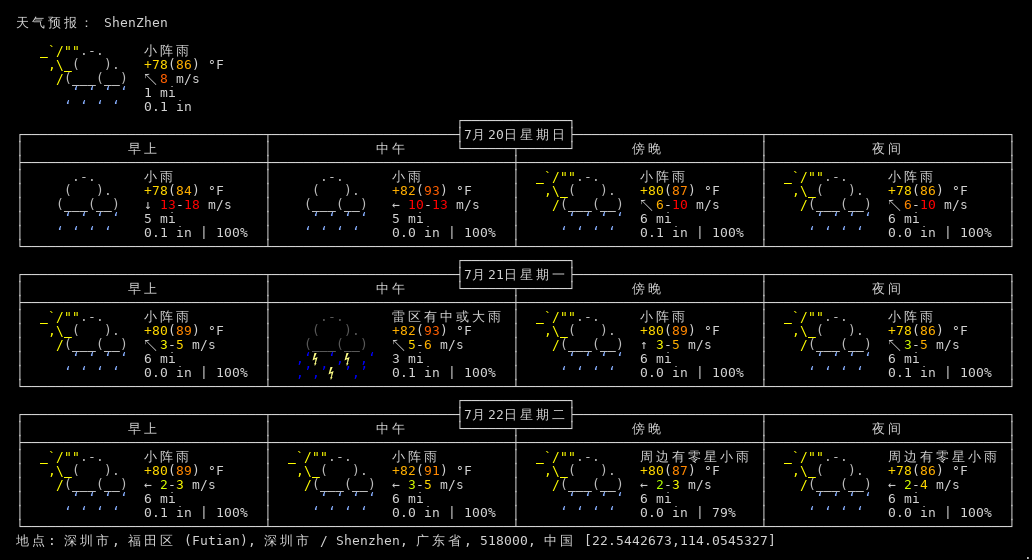 天气预报： ShenZhen
小阵雨
+78(86) °F
↖ 8 m/s
1 mi
0.1 in
7月20日星期日
早上 中午 傍晚 夜间
小雨 小雨 小阵雨 小阵雨
+78(84) °F +82(93) °F +80(87) °F +78(86) °F
↓ 13-18 m/s ← 10-13 m/s ↖ 6-10 m/s ↖ 6-10 m/s
5 mi 5 mi 6 mi 6 mi
0.1 in | 100% 0.0 in | 100% 0.1 in | 100% 0.0 in | 100%
7月21日星期一
早上 中午 傍晚 夜间
小阵雨 雷区有中或大雨 小阵雨 小阵雨
+80(89) °F +82(93) °F +80(89) °F +78(86) °F
↖ 3-5 m/s ↖ 5-6 m/s ↑ 3-5 m/s ↖ 3-5 m/s
6 mi 3 mi 6 mi 6 mi
0.0 in | 100% 0.1 in | 100% 0.0 in | 100% 0.1 in | 100%
7月22日星期二
早上 中午 傍晚 夜间
小阵雨 小阵雨 周边有零星小雨 周边有零星小雨
+80(89) °F +82(91) °F +80(87) °F +78(86) °F
← 2-3 m/s ← 3-5 m/s ← 2-3 m/s ← 2-4 m/s
6 mi 6 mi 6 mi 6 mi
0.1 in | 100% 0.0 in | 100% 0.0 in | 79% 0.0 in | 100%
地点: 深圳市, 福田区 (Futian), 深圳市 / Shenzhen, 广东省, 518000, 中国 [22.5442673,114.0545327]